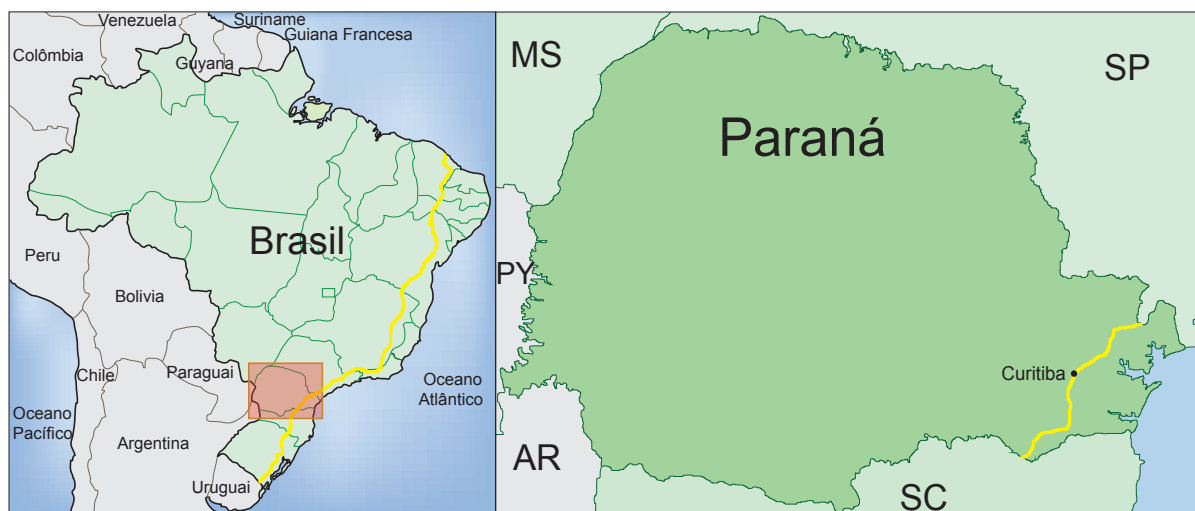 Venezuela
Suriname
Guiana Francesa
Colômbia
Guyana
Brasil
Peru
Bolivia
Paraguai
Chile
Oceano
Pacífico
Oceano
Atlântico
Argentina
Uruguai
MS
SP
Paraná
PY
Curitiba
AR
SC